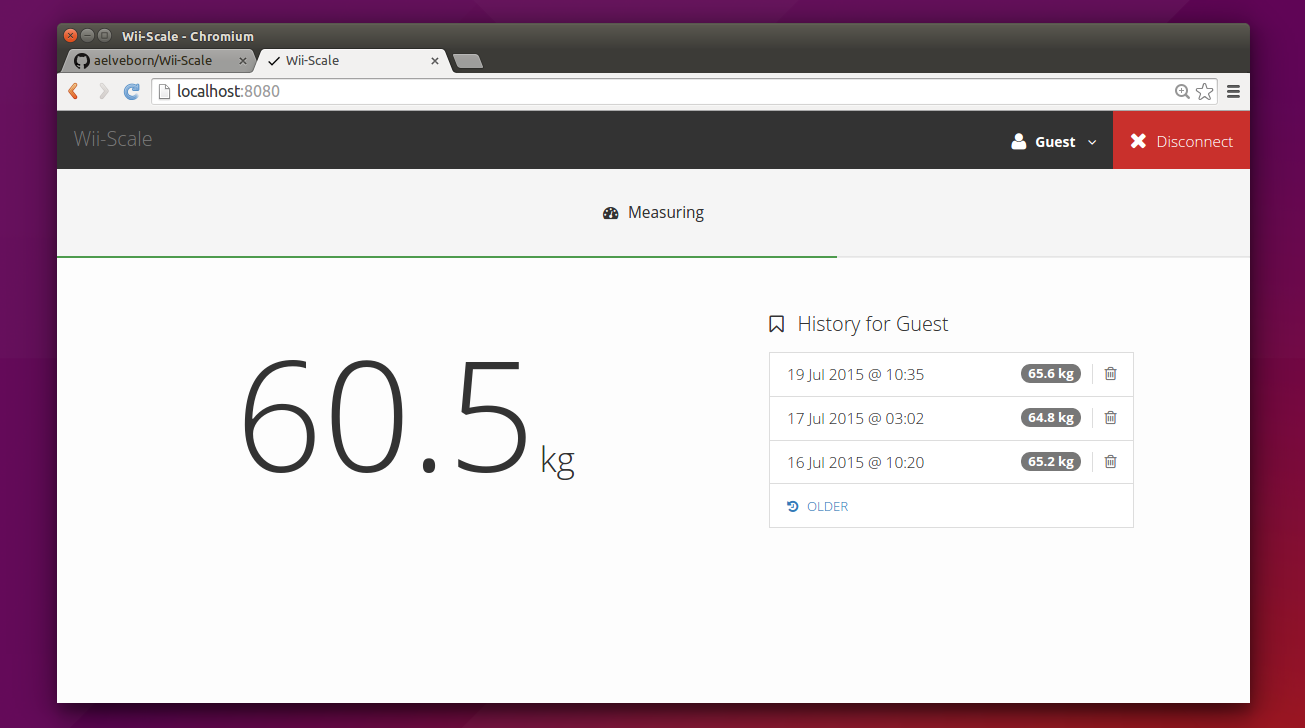 Wii-Scale - Chromium
aelveborn/Wii-Scale
Wii-Scale
localhost:8080
Wii-Scale
Guest
Disconnect
Measuring
60.5 kg
History for Guest
19 Jul 2015 @ 10:35 65.6 kg
17 Jul 2015 @ 03:02 64.8 kg
16 Jul 2015 @ 10:20 65.2 kg
OLDER